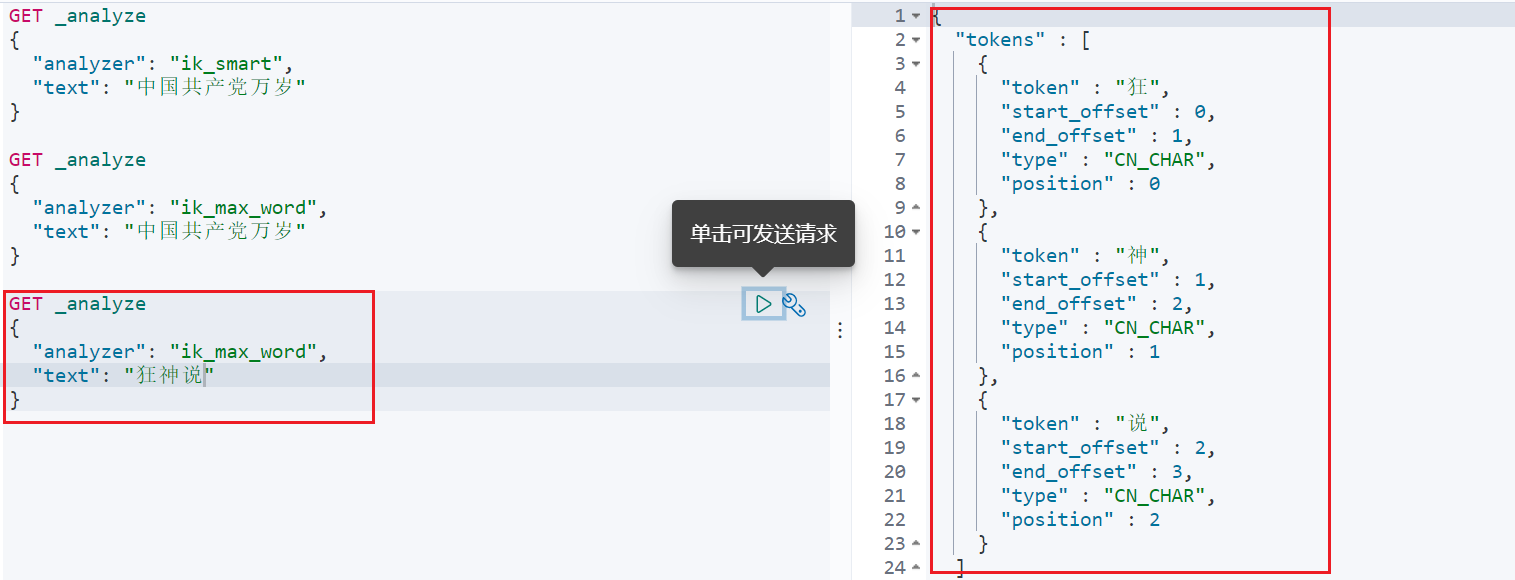 GET _analyze
{
  "analyzer": "ik_smart",
  "text": "中国共产党万岁"
}
GET _analyze
{
  "analyzer": "ik_max_word",
  "text": "中国共产党万岁"
}
GET _analyze
{
  "analyzer": "ik_max_word",
  "text": "狂神说"
}
单击可发送请求
1 {
2   "tokens" : [
3     {
4       "token" : "狂",
5       "start_offset" : 0,
6       "end_offset" : 1,
7       "type" : "CN_CHAR",
8       "position" : 0
9     },
10     {
11       "token" : "神",
12       "start_offset" : 1,
13       "end_offset" : 2,
14       "type" : "CN_CHAR",
15       "position" : 1
16     },
17     {
18       "token" : "说",
19       "start_offset" : 2,
20       "end_offset" : 3,
21       "type" : "CN_CHAR",
22       "position" : 2
23     }
24   ]